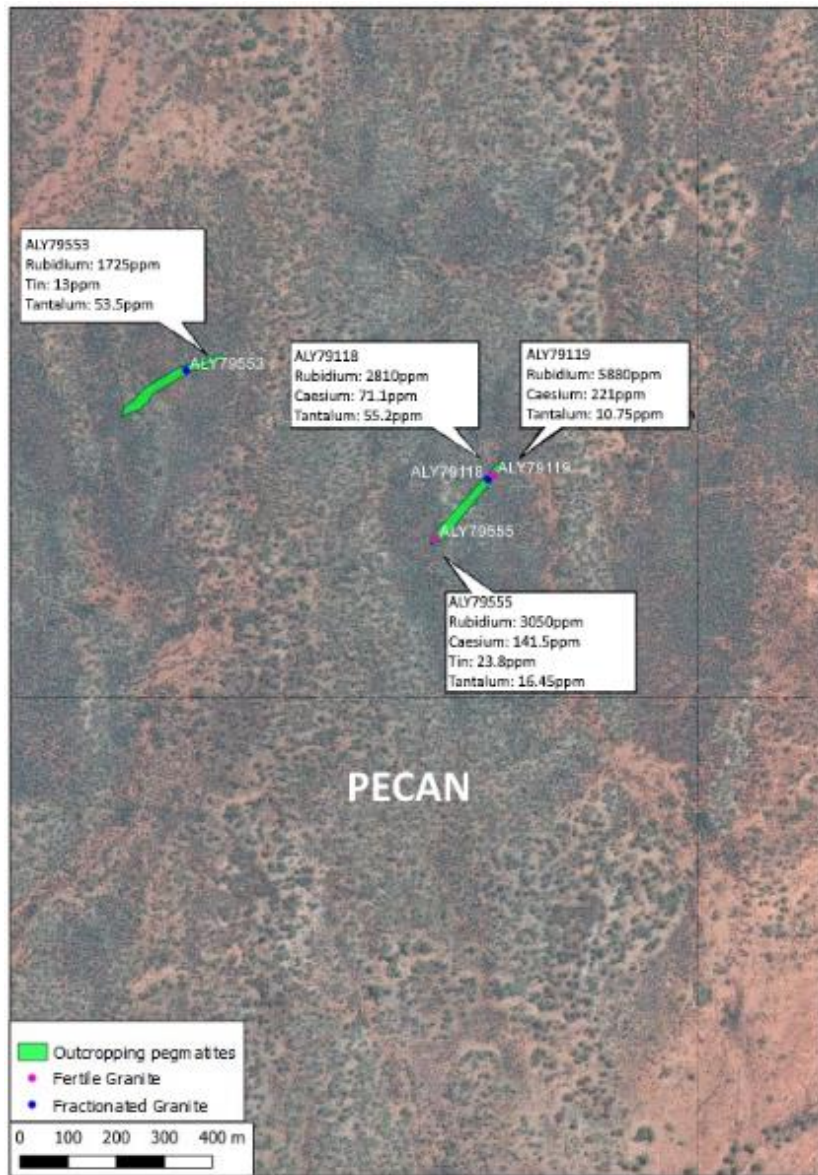 ALY79553
Rubidium: 1725ppm
Tin: 13ppm
Tantalum: 53.5ppm
ALY79553
ALY79118
Rubidium: 2810ppm
Caesium: 71.1ppm
Tantalum: 55.2ppm
ALY79119
Rubidium: 5880ppm
Caesium: 221ppm
Tantalum: 10.75ppm
ALY79118
ALY79119
ALY79555
ALY79555
Rubidium: 3050ppm
Caesium: 141.5ppm
Tin: 23.8ppm
Tantalum: 16.45ppm
PECAN
Outcropping pegmatites
Fertile Granite
Fractionated Granite
0 100 200 300 400 m